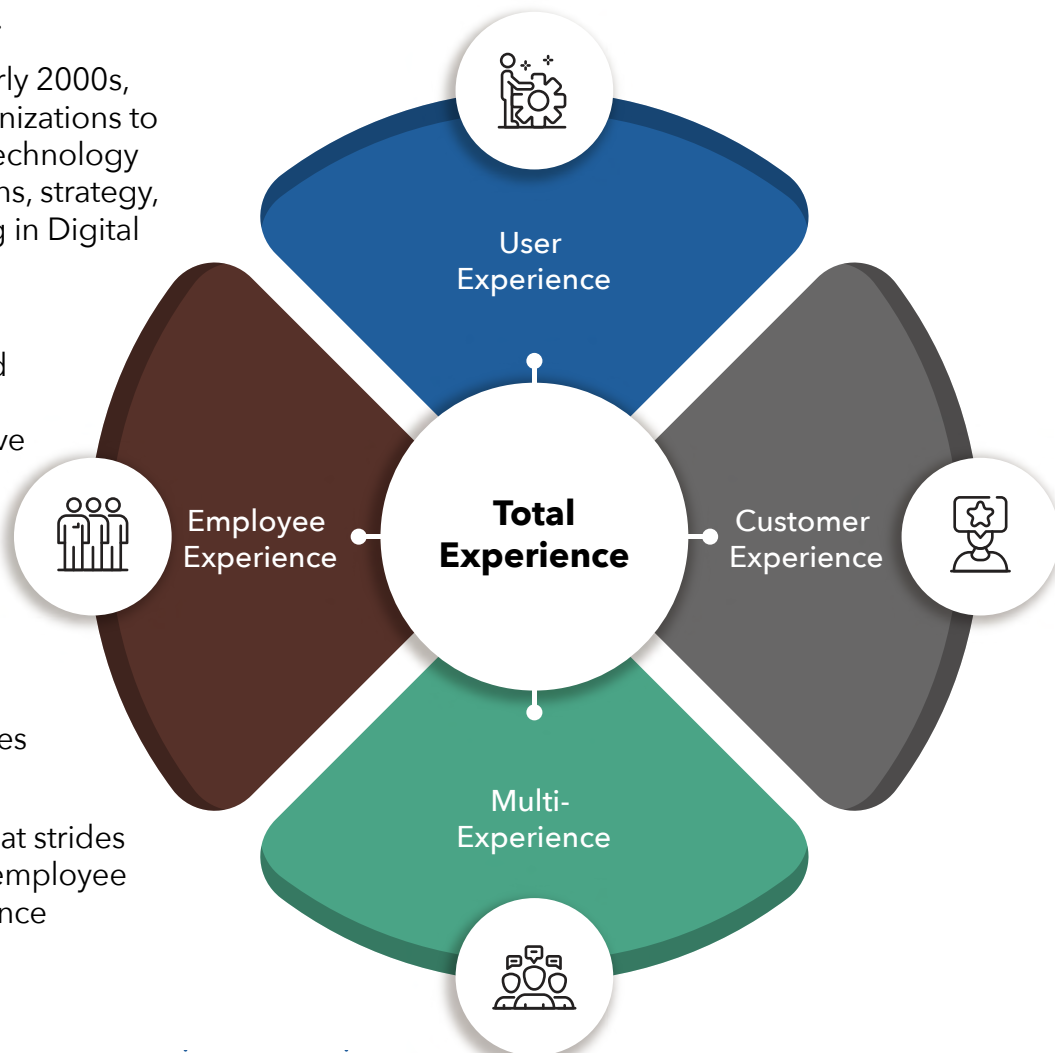 rly 2000s,
nizations to
echnology
ns, strategy,
g in Digital
d
ve
es
at strides
employee
nce
User
Experience
Employee
Experience
Total
Experience
Customer
Experience
Multi-
Experience